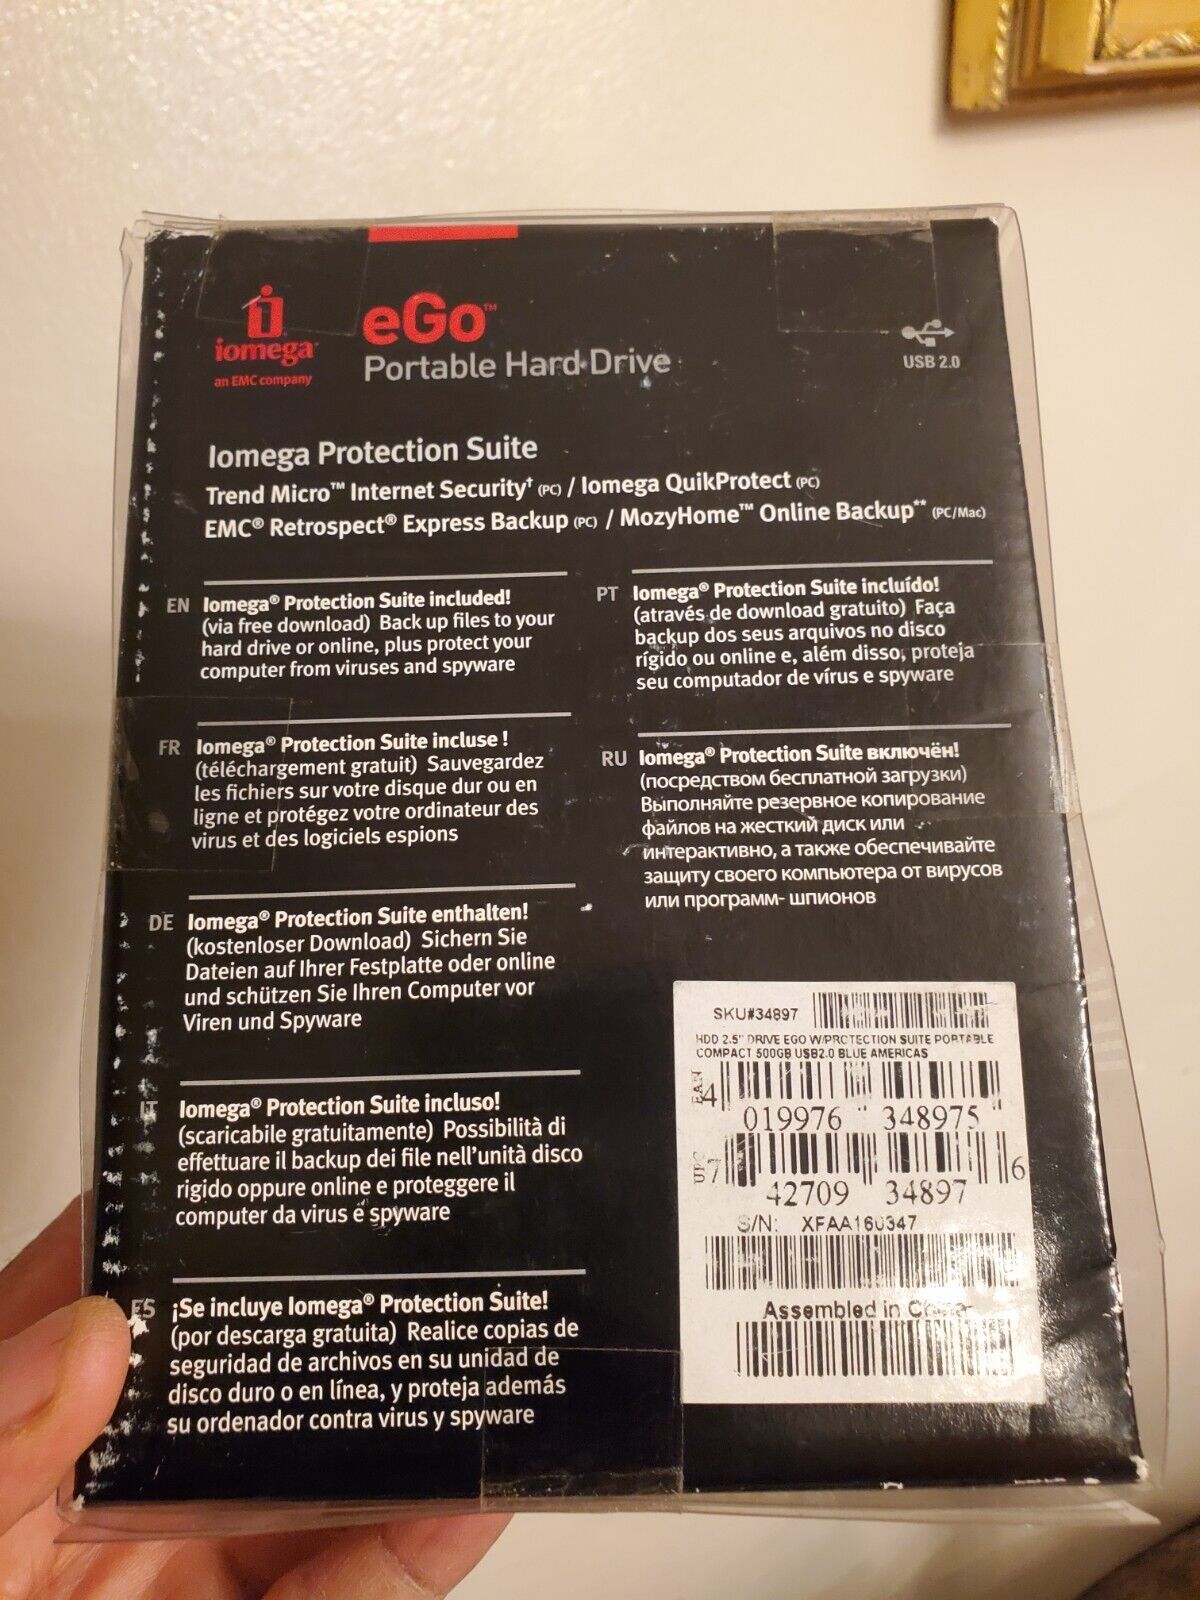 iomega
an EMC company
eGo™
Portable Hard Drive
USB 2.0
Iomega Protection Suite
Trend Micro™ Internet Security† (PC) / Iomega QuikProtect (PC)
EMC® Retrospect® Express Backup (PC) / MozyHome™ Online Backup** (PC/Mac)
EN Iomega® Protection Suite included!
(via free download) Back up files to your
hard drive or online, plus protect your
computer from viruses and spyware
FR Iomega® Protection Suite incluse !
(téléchargement gratuit) Sauvegardez
les fichiers sur votre disque dur ou en
ligne et protégez votre ordinateur des
virus et des logiciels espions
DE Iomega® Protection Suite enthalten!
(kostenloser Download) Sichern Sie
Dateien auf Ihrer Festplatte oder online
und schützen Sie Ihren Computer vor
Viren und Spyware
IT Iomega® Protection Suite incluso!
(scaricabile gratuitamente) Possibilità di
effettuare il backup dei file nell'unità disco
rigido oppure online e proteggere il
computer da virus e spyware
ES ¡Se incluye Iomega® Protection Suite!
(por descarga gratuita) Realice copias de
seguridad de archivos en su unidad de
disco duro o en línea, y proteja además
su ordenador contra virus y spyware
PT Iomega® Protection Suite incluído!
(através de download gratuito) Faça
backup dos seus arquivos no disco
rígido ou online e, além disso, proteja
seu computador de vírus e spyware
RU Iomega® Protection Suite включён!
(посредством бесплатной загрузки)
Выполняйте резервное копирование
файлов на жесткий диск или
интерактивно, а также обеспечивайте
защиту своего компьютера от вирусов
или программ- шпионов
SKU#34897
HDD 2.5" DRIVE EGO W/PROTECTION SUITE PORTABLE
COMPACT 500GB USB2.0 BLUE AMERICAS
EAN
4 019976 348975
UPC
7 42709 34897 6
S/N: XFAA160347
Assembled in China